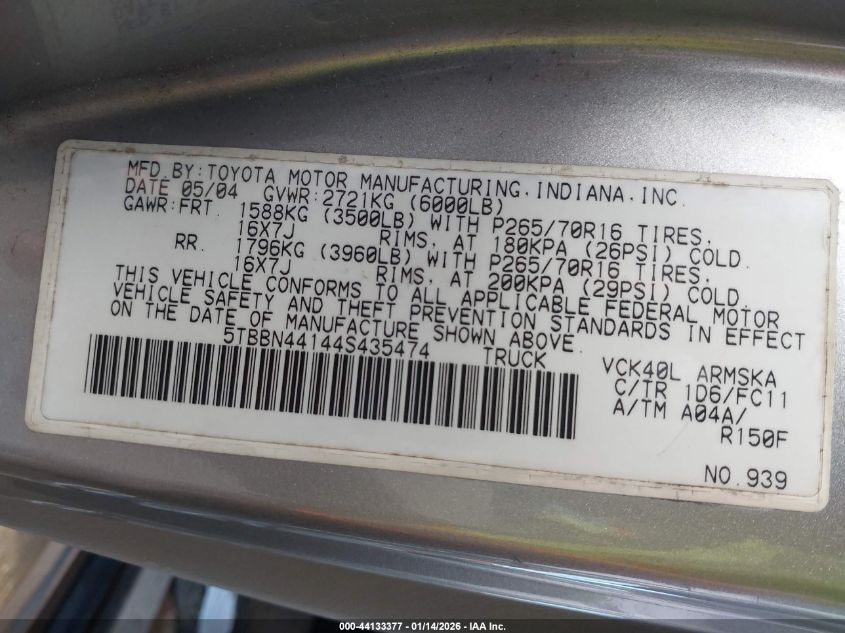 MFD.BY:TOYOTA MOTOR MANUFACTURING.INDIANA.INC.
DATE 05/04 GVWR:2721KG (6000LB)
GAWR:FRT. 1588KG (3500LB) WITH P265/70R16 TIRES.
16X7J RIMS. AT 180KPA (26PSI) COLD.
RR. 1796KG (3960LB) WITH P265/70R16 TIRES.
16X7J RIMS. AT 200KPA (29PSI) COLD.
THIS VEHICLE CONFORMS TO ALL APPLICABLE FEDERAL MOTOR
VEHICLE SAFETY AND THEFT PREVENTION STANDARDS IN EFFECT
ON THE DATE OF MANUFACTURE SHOWN ABOVE.
5TBBN44144S435474 TRUCK
VCK40L ARMSKA
C/TR 1D6/FC11
A/TM A04A/
R150F
NO.939
000-44133377 - 01/14/2026 - IAA Inc.